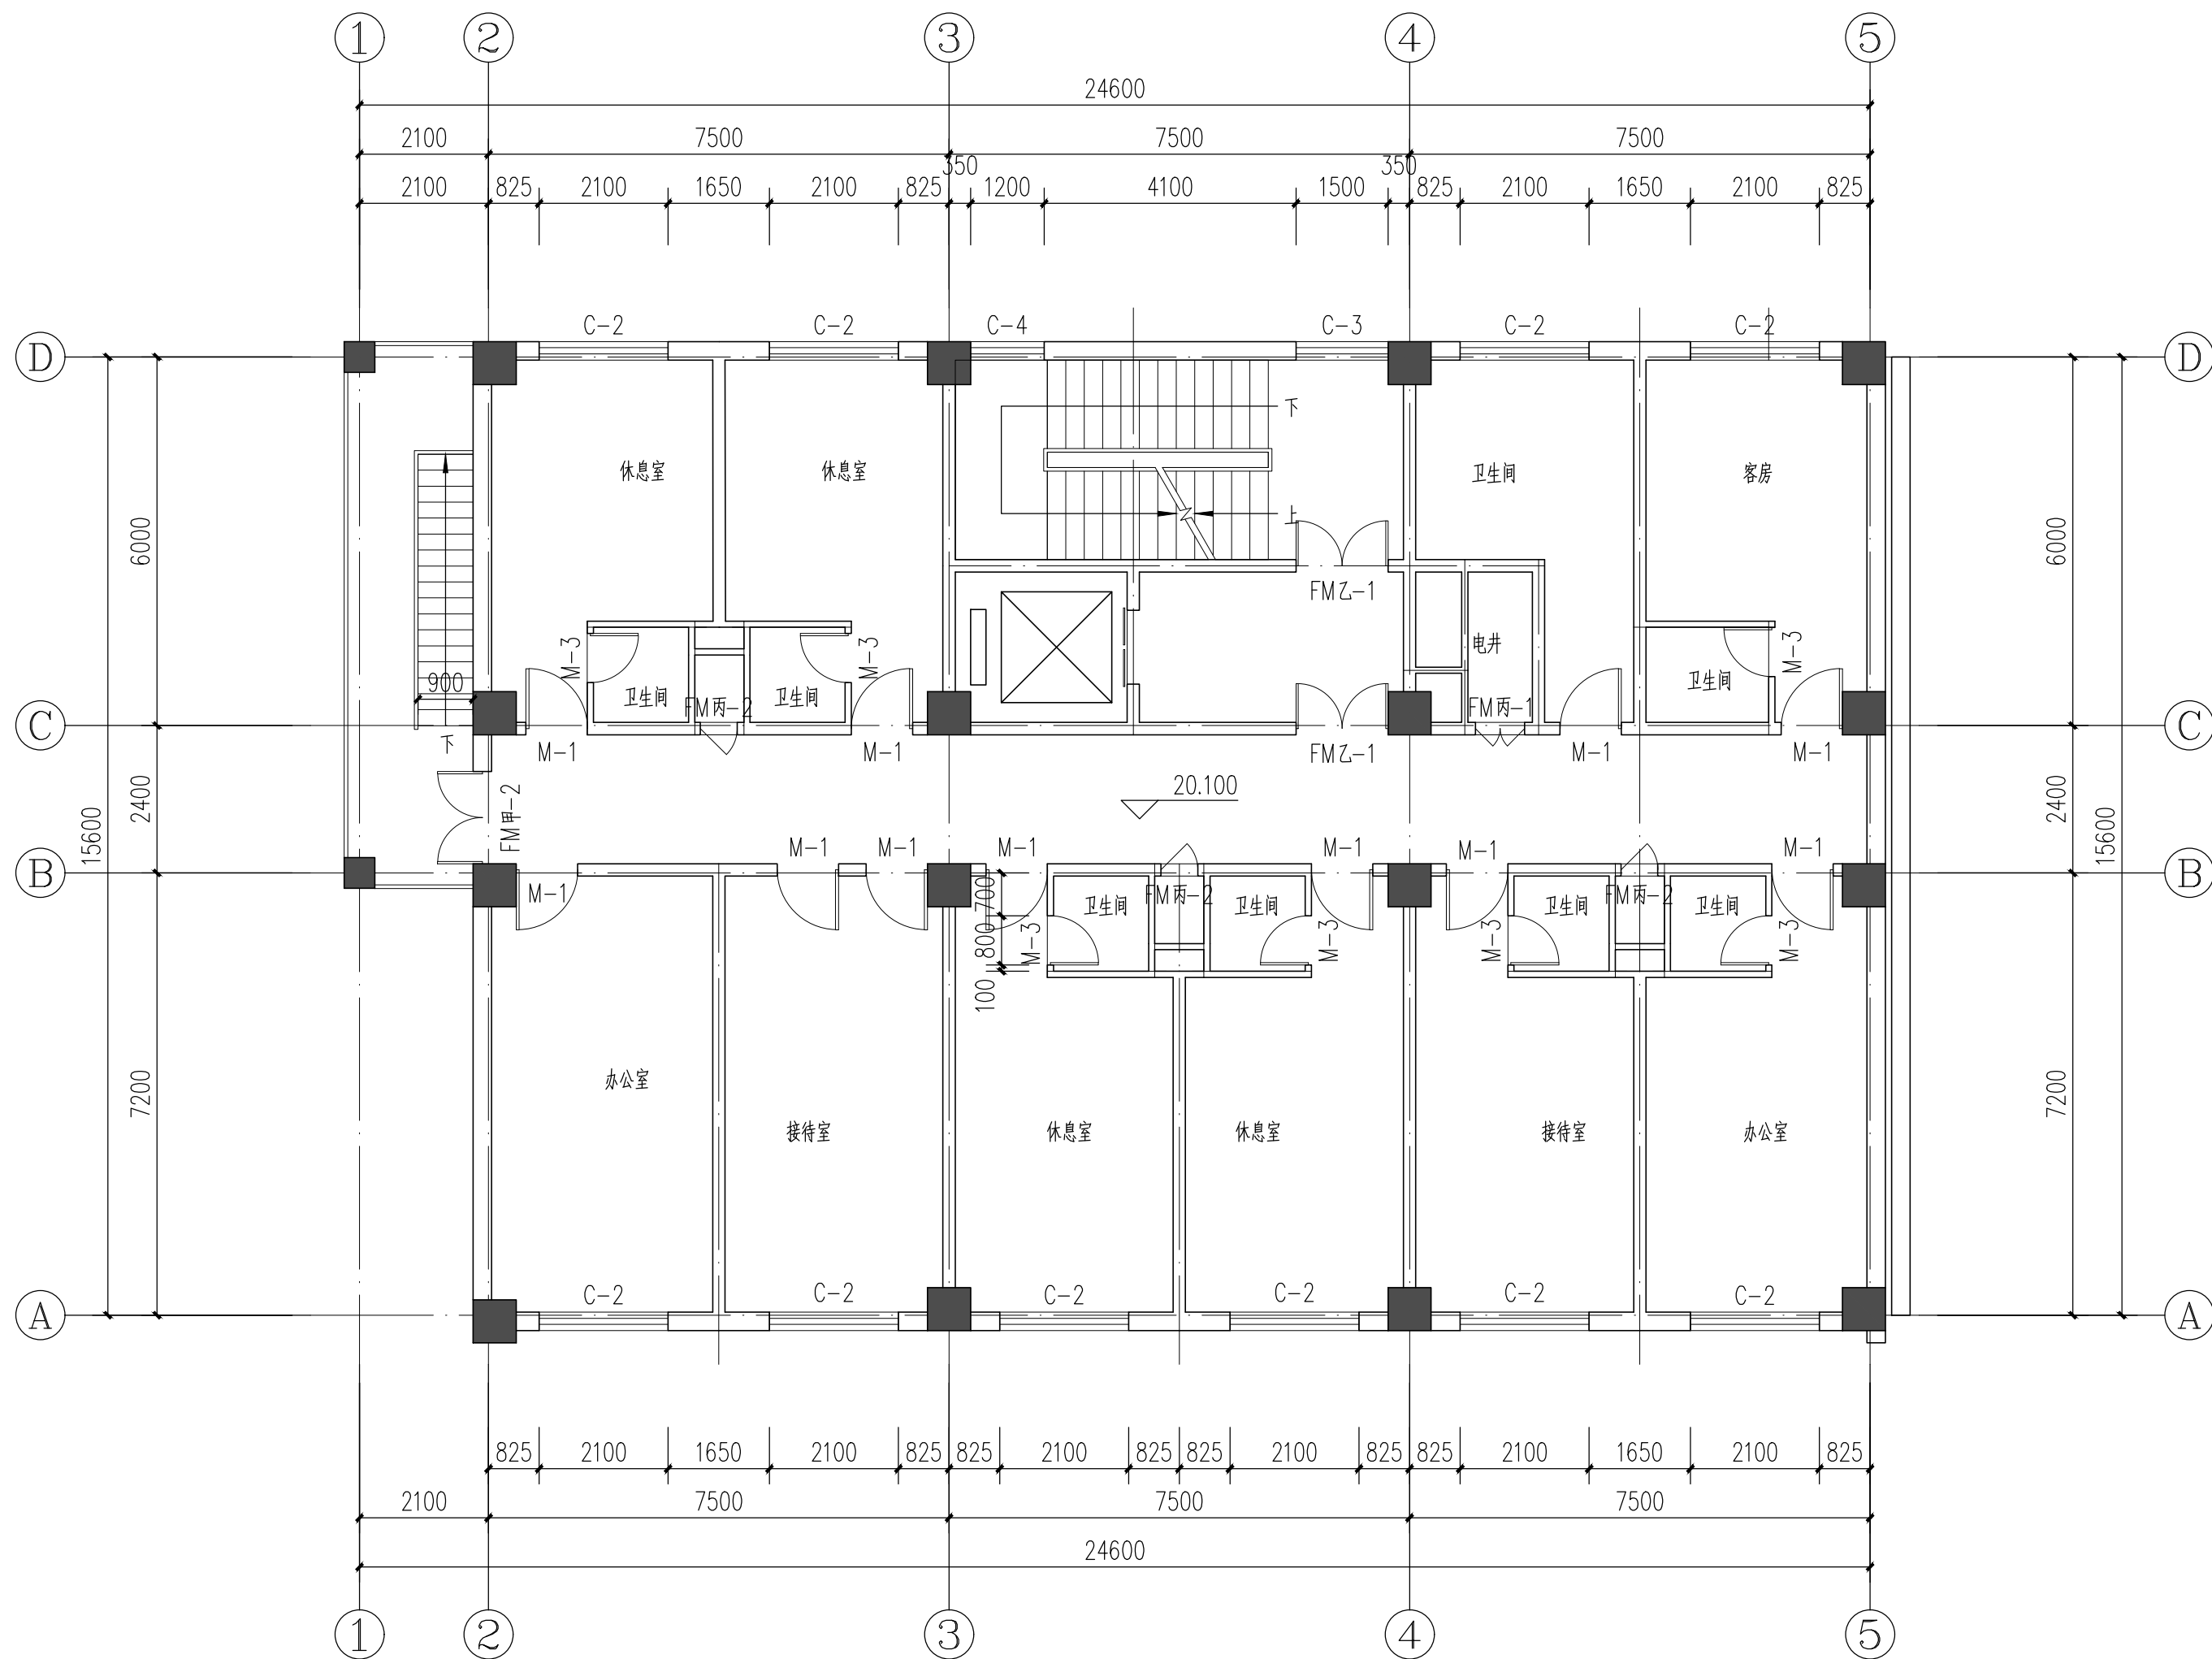 1 2 3 4 5
24600
2100 7500 7500 7500
350 350
2100 825 2100 1650 2100 825 1200 4100 1500 825 2100 1650 2100 825
C-2 C-2 C-4 C-3 C-2 C-2
D D
下
休息室 休息室 卫生间 客房
上
6000 6000
FM乙-1
M-3 M-3 电井 M-3
900 卫生间 卫生间 卫生间
FM丙-2 FM丙-1
C C
下 M-1 M-1 FM乙-1 M-1 M-1
20.100
2400 FM甲-2 2400
15600 15600
M-1 M-1 M-1 M-1 M-1 M-1
B B
M-1 700 卫生间 FM丙-2 卫生间 卫生间 FM丙-2 卫生间
800 M-3 M-3 M-3 M-3
100
办公室
7200 7200
接待室 休息室 休息室 接待室 办公室
C-2 C-2 C-2 C-2 C-2
A A
825 2100 1650 2100 825 825 2100 825 825 2100 825 825 2100 1650 2100 825
2100 7500 7500 7500
24600
1 2 3 4 5